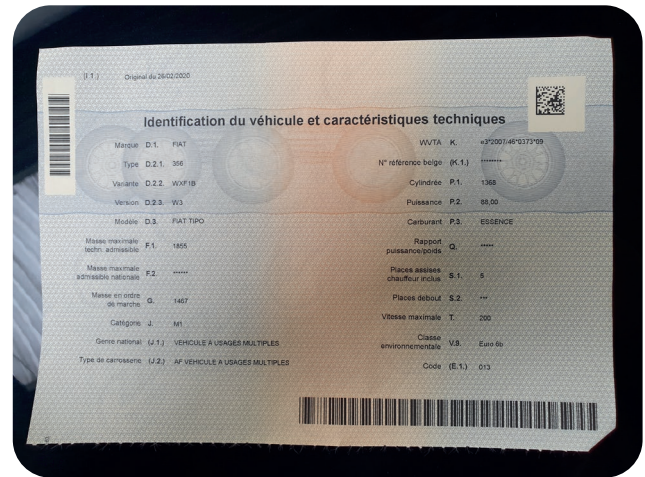 (I.1.) Original du 26/02/2020
Identification du véhicule et caractéristiques techniques
Marque D.1. FIAT
Type D.2.1. 356
Variante D.2.2. WXF1B
Version D.2.3. W3
Modèle D.3. FIAT TIPO
Masse maximale
techn. admissible F.1. 1855
Masse maximale
admissible nationale F.2. ******
Masse en ordre
de marche G. 1467
Catégorie J. M1
Genre national (J.1.) VEHICULE A USAGES MULTIPLES
Type de carrosserie (J.2.) AF VEHICULE A USAGES MULTIPLES
WVTA K. e3*2007/46*0373*09
N° référence belge (K.1.) ********
Cylindrée P.1. 1368
Puissance P.2. 88,00
Carburant P.3. ESSENCE
Rapport
puissance/poids Q. *****
Places assises
chauffeur inclus S.1. 5
Places debout S.2. ***
Vitesse maximale T. 200
Classe
environnementale V.9. Euro 6b
Code (E.1.) 013